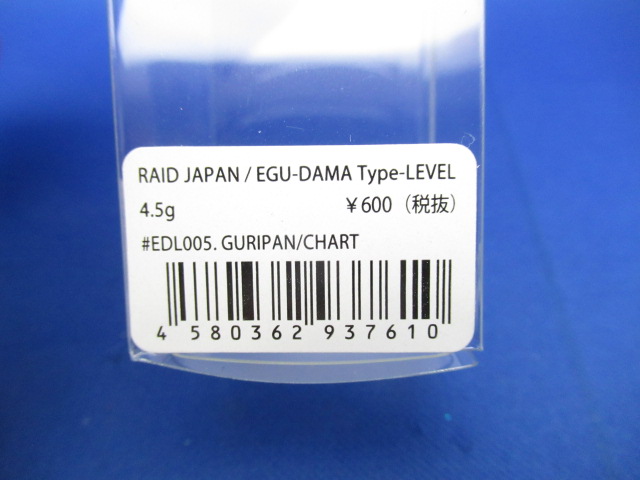 RAID JAPAN / EGU-DAMA Type-LEVEL
4.5g ￥600（税抜）
#EDL005. GURIPAN/CHART
4 580362 937610